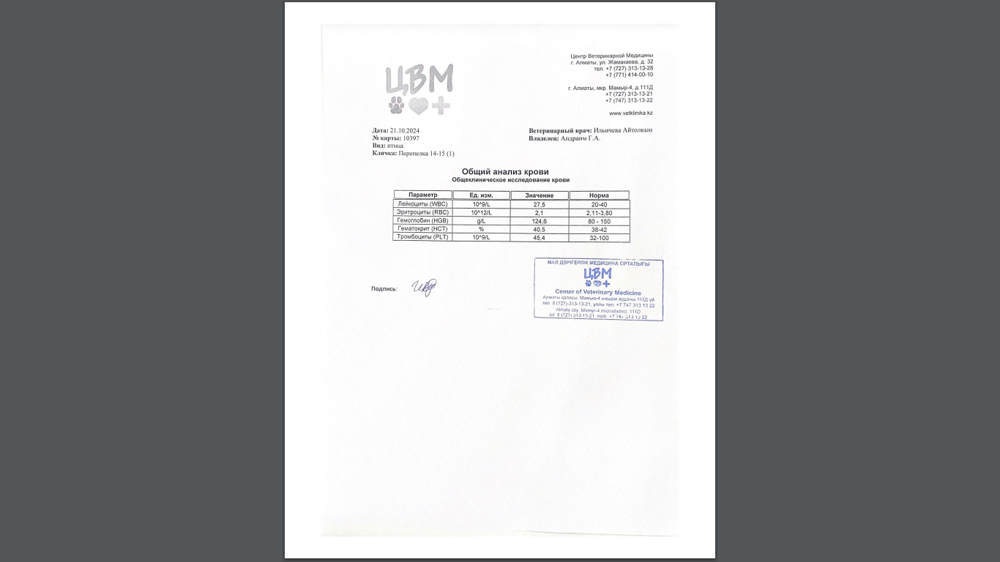 Центр Ветеринарной Медицины
г. Алматы, ул. Жамакаева, д. 32
тел. +7 (727) 313-13-28
+7 (771) 414-00-10
г. Алматы, мкр. Мамыр-4, д.111Д
+7 (727) 313-13-21
+7 (747) 313-13-22
www.vetklinika.kz
ЦВМ
Дата: 21.10.2024
№ карты: 10397
Вид: птица
Кличка: Перепелка 14-15 (1)
Ветеринарный врач: Ильичева Айтолкын
Владелец: Апдраим Г.А.
Общий анализ крови
Общеклиническое исследование крови
Параметр Ед. изм. Значение Норма
Лейкоциты (WBC) 10^9/L 27,5 20-40
Эритроциты (RBC) 10^12/L 2,1 2,11-3,80
Гемоглобин (HGB) g/L 124,6 80 - 150
Гематокрит (HCT) % 40,5 38-42
Тромбоциты (PLT) 10^9/L 45,4 32-100
Подпись:
МАЛ ДӘРІГЕРЛІК МЕДИЦИНА ОРТАЛЫҒЫ
ЦВМ
Center of Veterinary Medicine
Алматы қаласы, Мамыр-4 ықшам ауданы,111Д үй
тел. 8 (727)-313-13-21, ұялы тел: +7 747 313 13 22
Almaty city, Mamyr-4 microdistrict, 111D
tel. 8 (727) 313-13-21, mob: +7 747 313 13 22